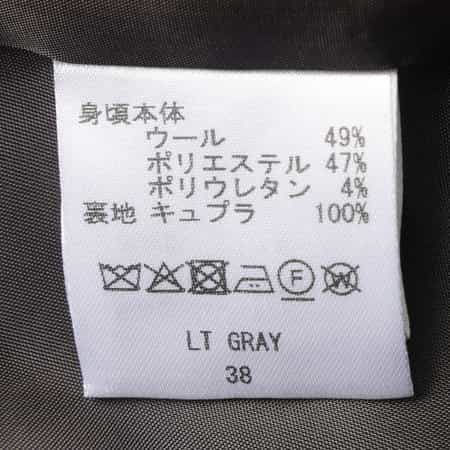 身頃本体
ウール 49%
ポリエステル 47%
ポリウレタン 4%
裏地 キュプラ 100%
F W
LT GRAY
38